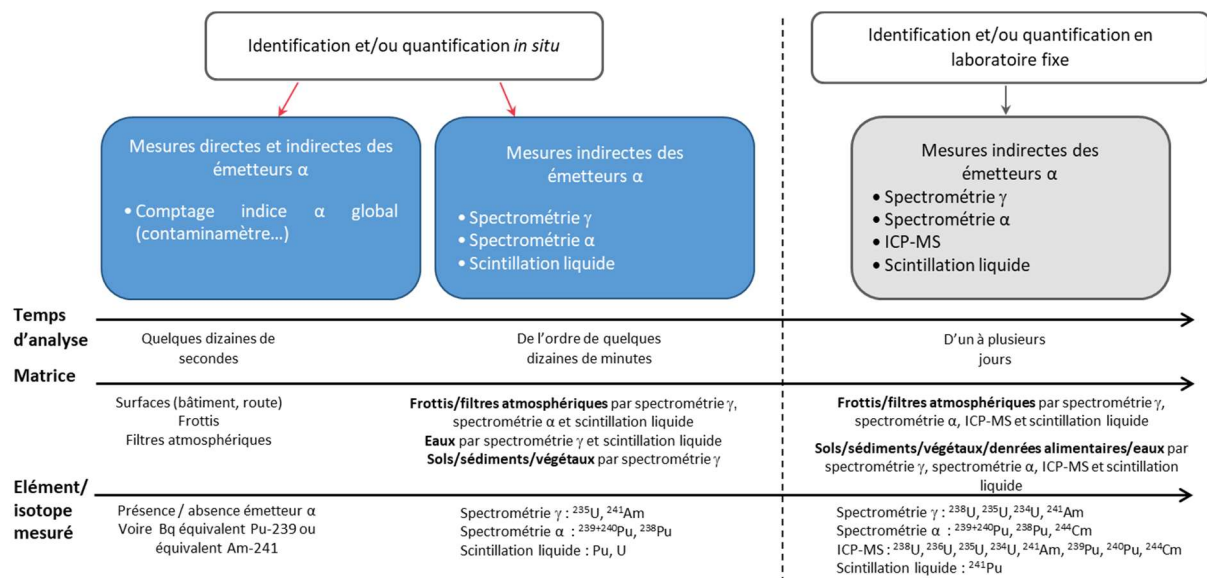 Identification et/ou quantification in situ
Identification et/ou quantification en
laboratoire fixe
Mesures directes et indirectes des
émetteurs α
• Comptage indice α global
(contaminamètre…)
Mesures indirectes des
émetteurs α
• Spectrométrie γ
• Spectrométrie α
• Scintillation liquide
Mesures indirectes des
émetteurs α
• Spectrométrie γ
• Spectrométrie α
• ICP-MS
• Scintillation liquide
Temps
d’analyse
Quelques dizaines de
secondes
De l’ordre de quelques
dizaines de minutes
D’un à plusieurs
jours
Matrice
Surfaces (bâtiment, route)
Frottis
Filtres atmosphériques
Frottis/filtres atmosphériques par spectrométrie γ,
spectrométrie α et scintillation liquide
Eaux par spectrométrie γ et scintillation liquide
Sols/sédiments/végétaux par spectrométrie γ
Frottis/filtres atmosphériques par spectrométrie γ,
spectrométrie α, ICP-MS et scintillation liquide
Sols/sédiments/végétaux/denrées alimentaires/eaux par
spectrométrie γ, spectrométrie α, ICP-MS et scintillation
liquide
Elément/
isotope
mesuré
Présence / absence émetteur α
Voire Bq équivalent Pu-239 ou
équivalent Am-241
Spectrométrie γ : ²³⁵U, ²⁴¹Am
Spectrométrie α : ²³⁹⁺²⁴⁰Pu, ²³⁸Pu
Scintillation liquide : Pu, U
Spectrométrie γ : ²³⁸U, ²³⁵U, ²³⁴U, ²⁴¹Am
Spectrométrie α : ²³⁹⁺²⁴⁰Pu, ²³⁸Pu, ²⁴⁴Cm
ICP-MS : ²³⁸U, ²³⁶U, ²³⁵U, ²³⁴U, ²⁴¹Am, ²³⁹Pu, ²⁴⁰Pu, ²⁴⁴Cm
Scintillation liquide : ²⁴¹Pu